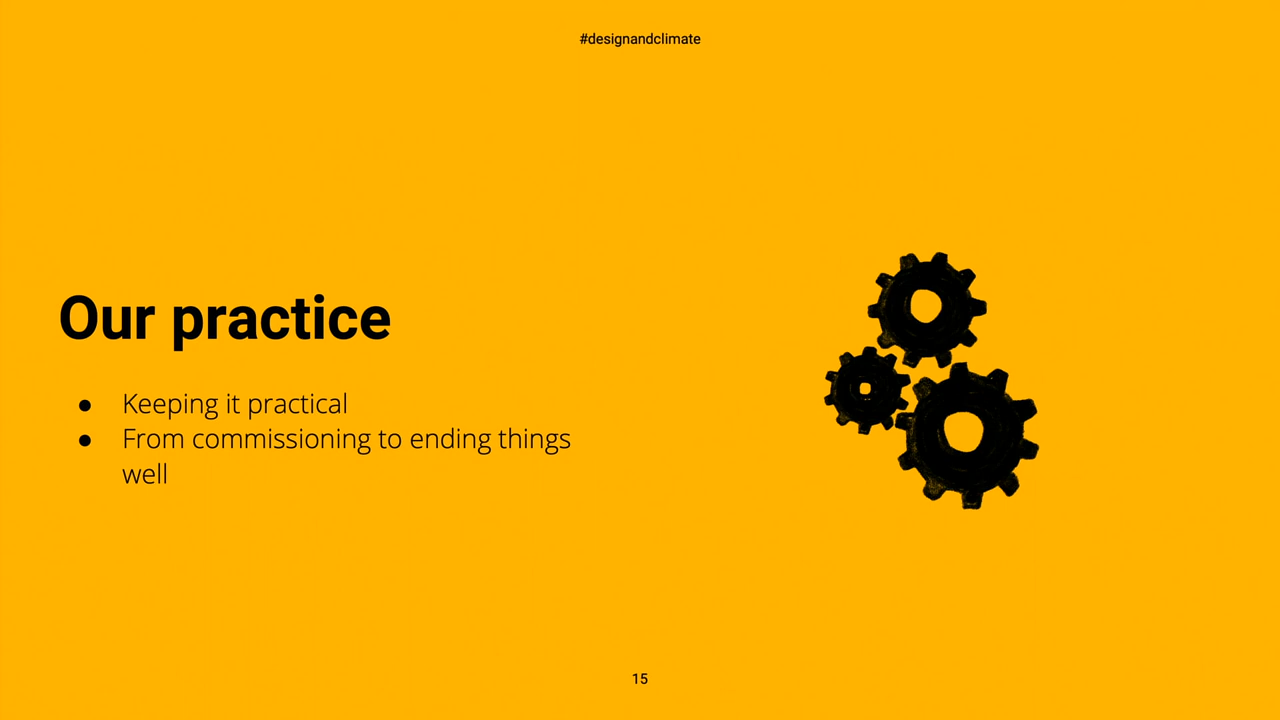 #designandclimate
Our practice
● Keeping it practical
● From commissioning to ending things
well
15